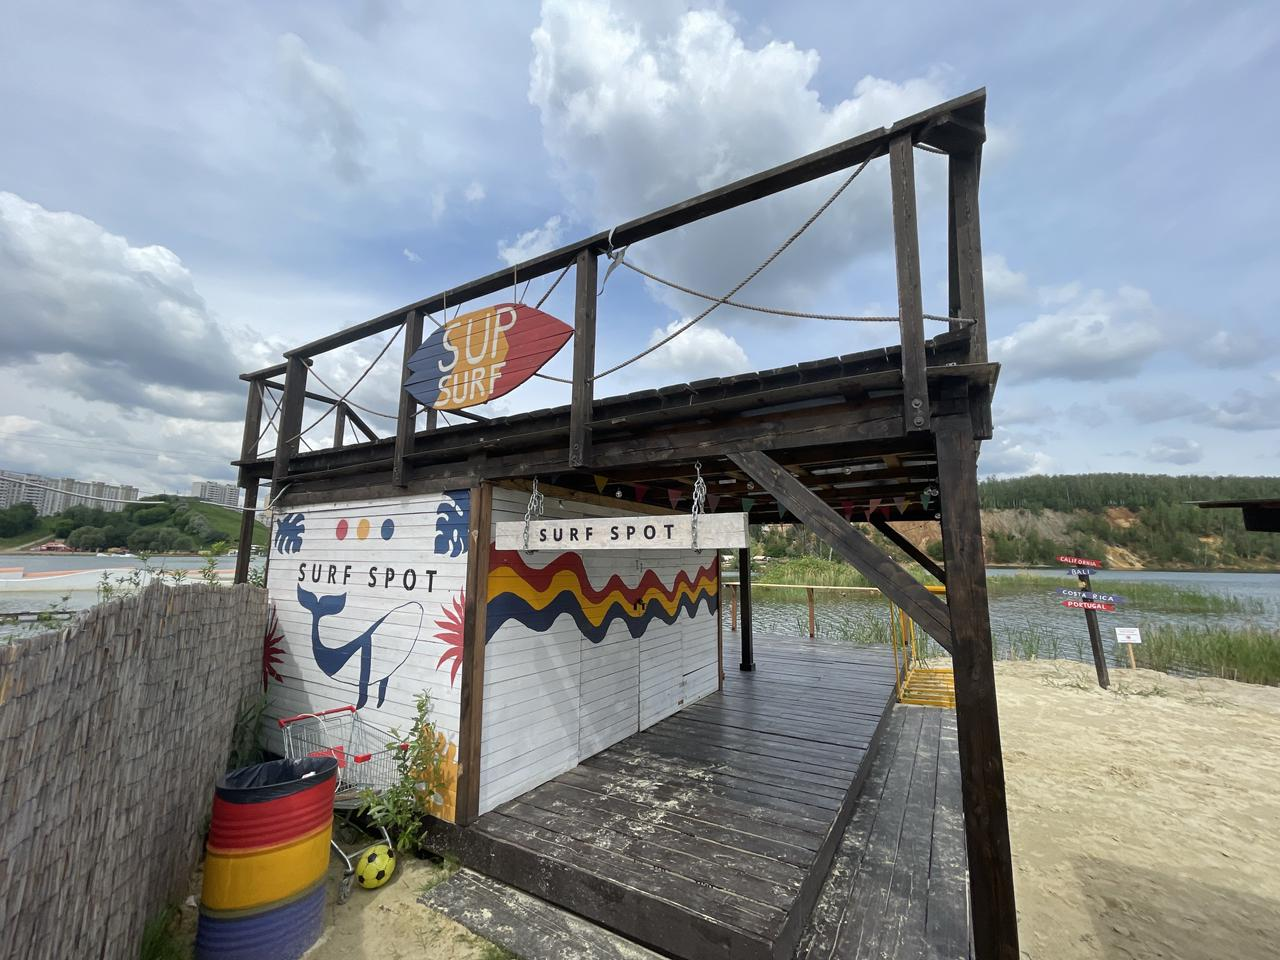 SUP
SURF
SURF SPOT
SURF SPOT
CALIFORNIA
BALI
COSTA RICA
PORTUGAL